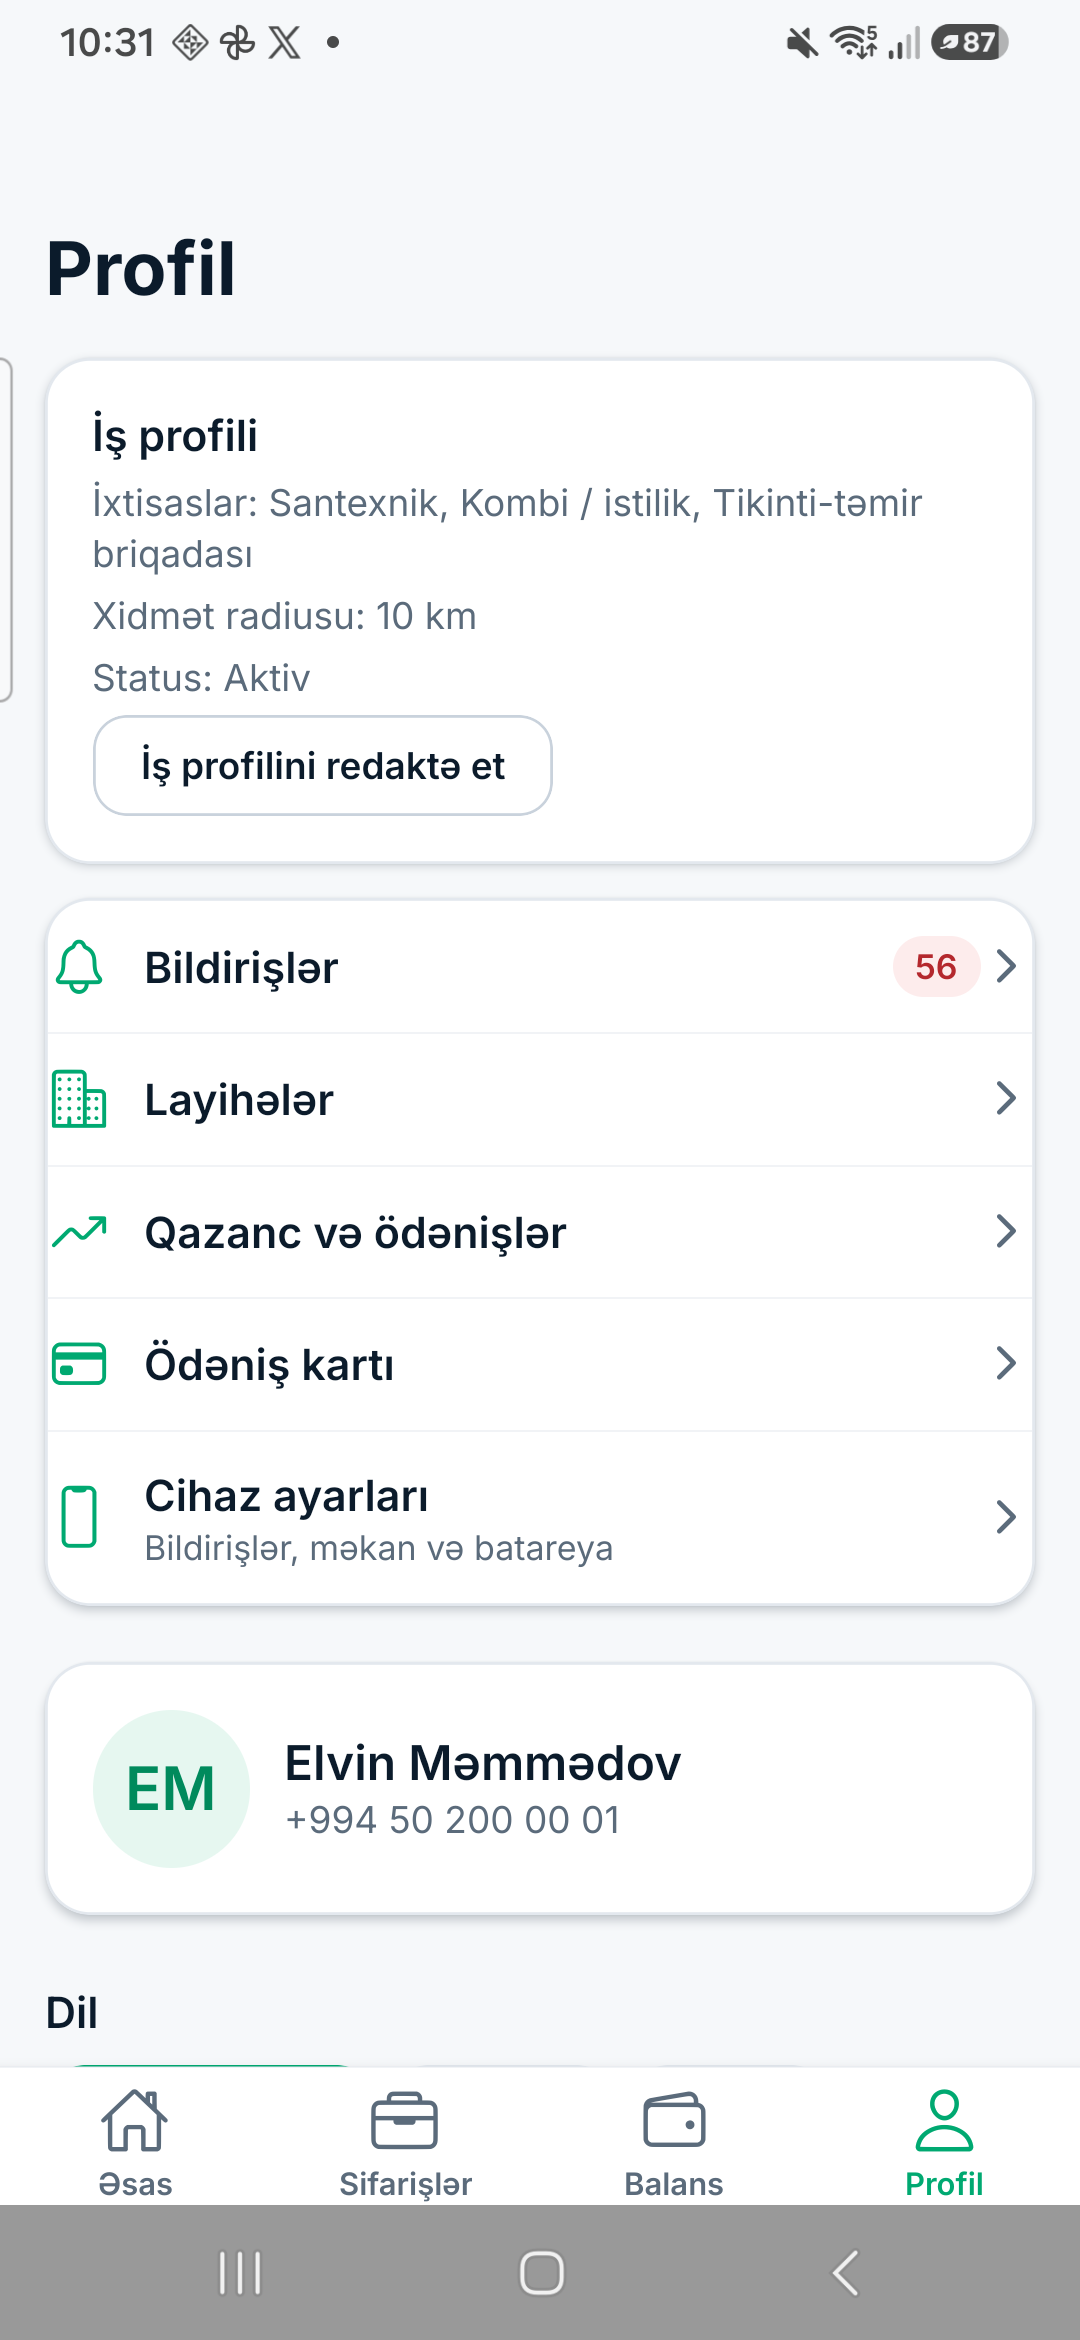 10:31
5
87
Profil
İş profili
İxtisaslar: Santexnik, Kombi / istilik, Tikinti-təmir
briqadası
Xidmət radiusu: 10 km
Status: Aktiv
İş profilini redaktə et
Bildirişlər 56
Layihələr
Qazanc və ödənişlər
Ödəniş kartı
Cihaz ayarları
Bildirişlər, məkan və batareya
EM
Elvin Məmmədov
+994 50 200 00 01
Dil
Əsas Sifarişlər Balans Profil